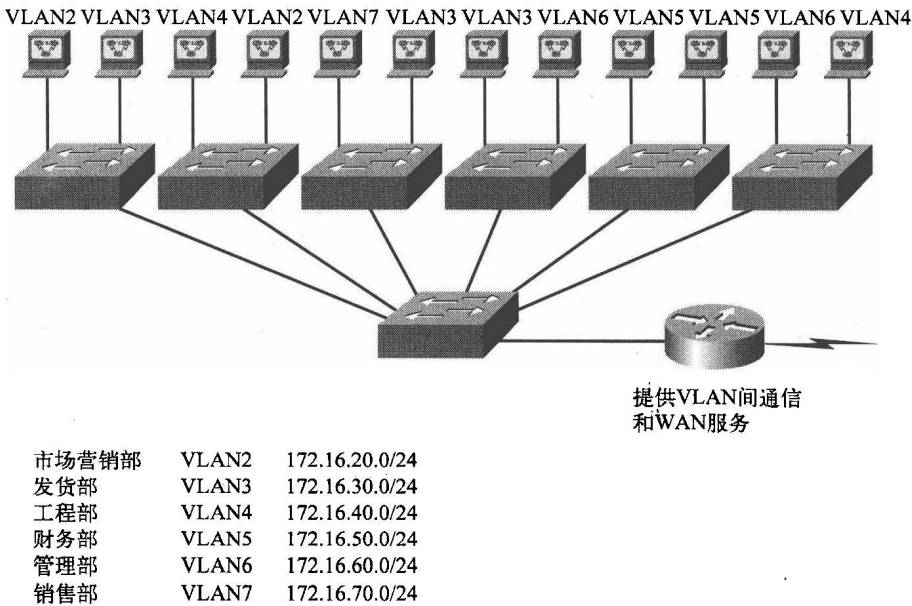 VLAN2 VLAN3 VLAN4 VLAN2 VLAN7 VLAN3 VLAN3 VLAN6 VLAN5 VLAN5 VLAN6 VLAN4
提供VLAN间通信
和WAN服务
市场营销部 VLAN2 172.16.20.0/24
发货部 VLAN3 172.16.30.0/24
工程部 VLAN4 172.16.40.0/24
财务部 VLAN5 172.16.50.0/24
管理部 VLAN6 172.16.60.0/24
销售部 VLAN7 172.16.70.0/24